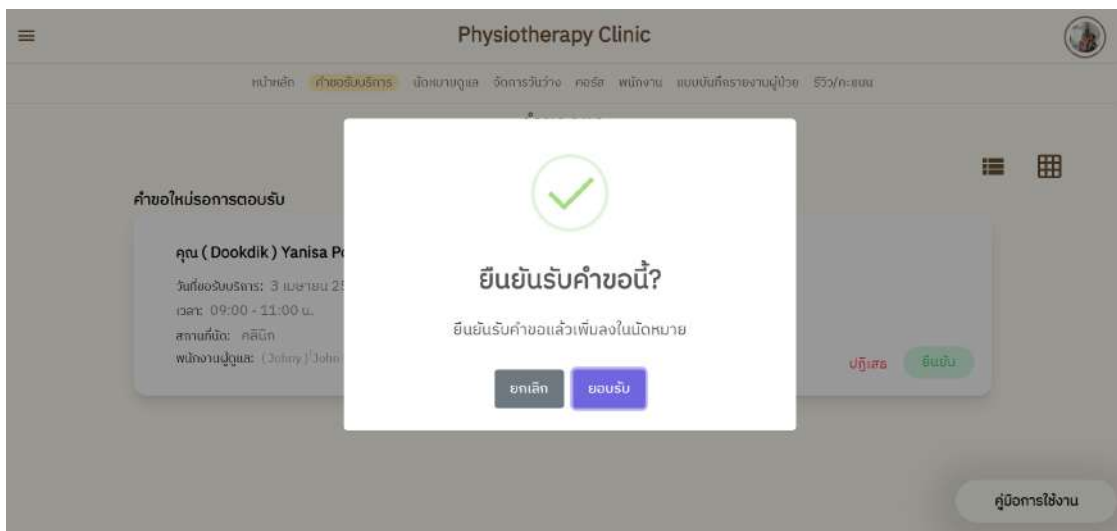 Physiotherapy Clinic
หน้าหลัก คำขอรับบริการ นัดหมายดูแล จัดการวันว่าง คอร์ส พนักงาน แบบบันทึกรายงานผู้ป่วย รีวิว/คะแนน
คำขอใหม่รอการตอบรับ
คุณ ( Dookdik ) Yanisa
วันที่ขอรับบริการ: 3 เมษายน
เวลา: 09:00 - 11:00 น.
สถานที่นัด: คลินิก
พนักงานผู้ดูแล: (Johny) John
ยืนยันรับคำขอนี้?
ยืนยันรับคำขอแล้วเพิ่มลงในนัดหมาย
ยกเลิก ยอมรับ
ปฏิเสธ ยืนยัน
คู่มือการใช้งาน